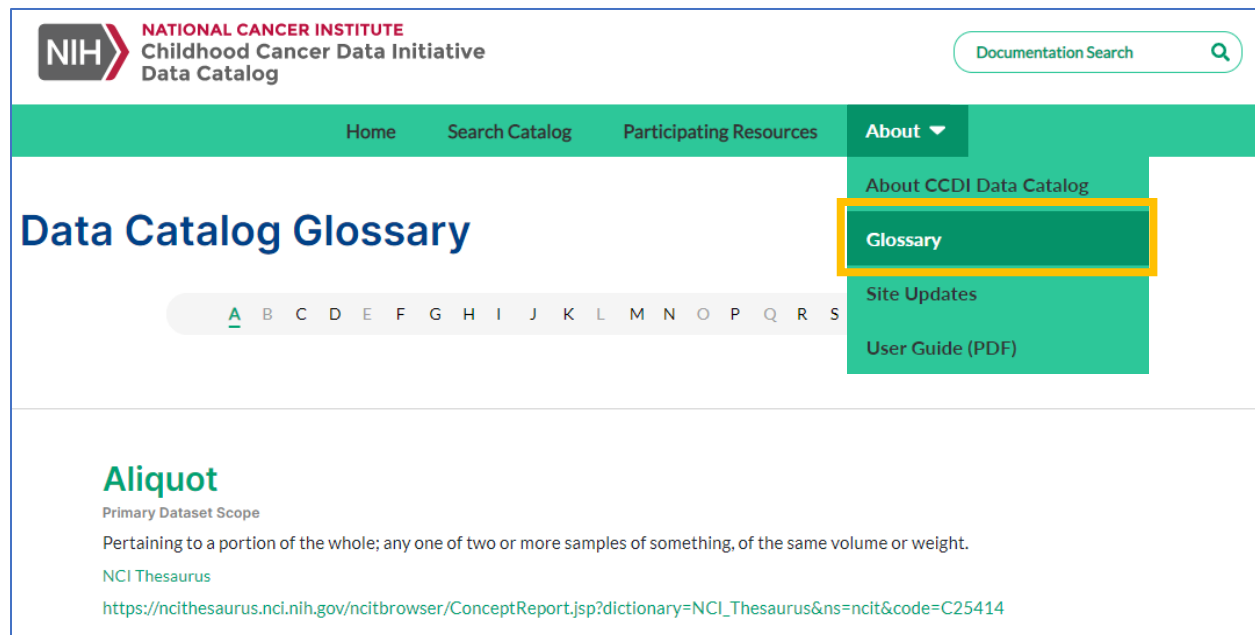 NIH
NATIONAL CANCER INSTITUTE
Childhood Cancer Data Initiative
Data Catalog
Documentation Search
Home Search Catalog Participating Resources About
About CCDI Data Catalog
Glossary
Site Updates
User Guide (PDF)
Data Catalog Glossary
A B C D E F G H I J K L M N O P Q R S
Aliquot
Primary Dataset Scope
Pertaining to a portion of the whole; any one of two or more samples of something, of the same volume or weight.
NCI Thesaurus
https://ncithesaurus.nci.nih.gov/ncitbrowser/ConceptReport.jsp?dictionary=NCI_Thesaurus&ns=ncit&code=C25414